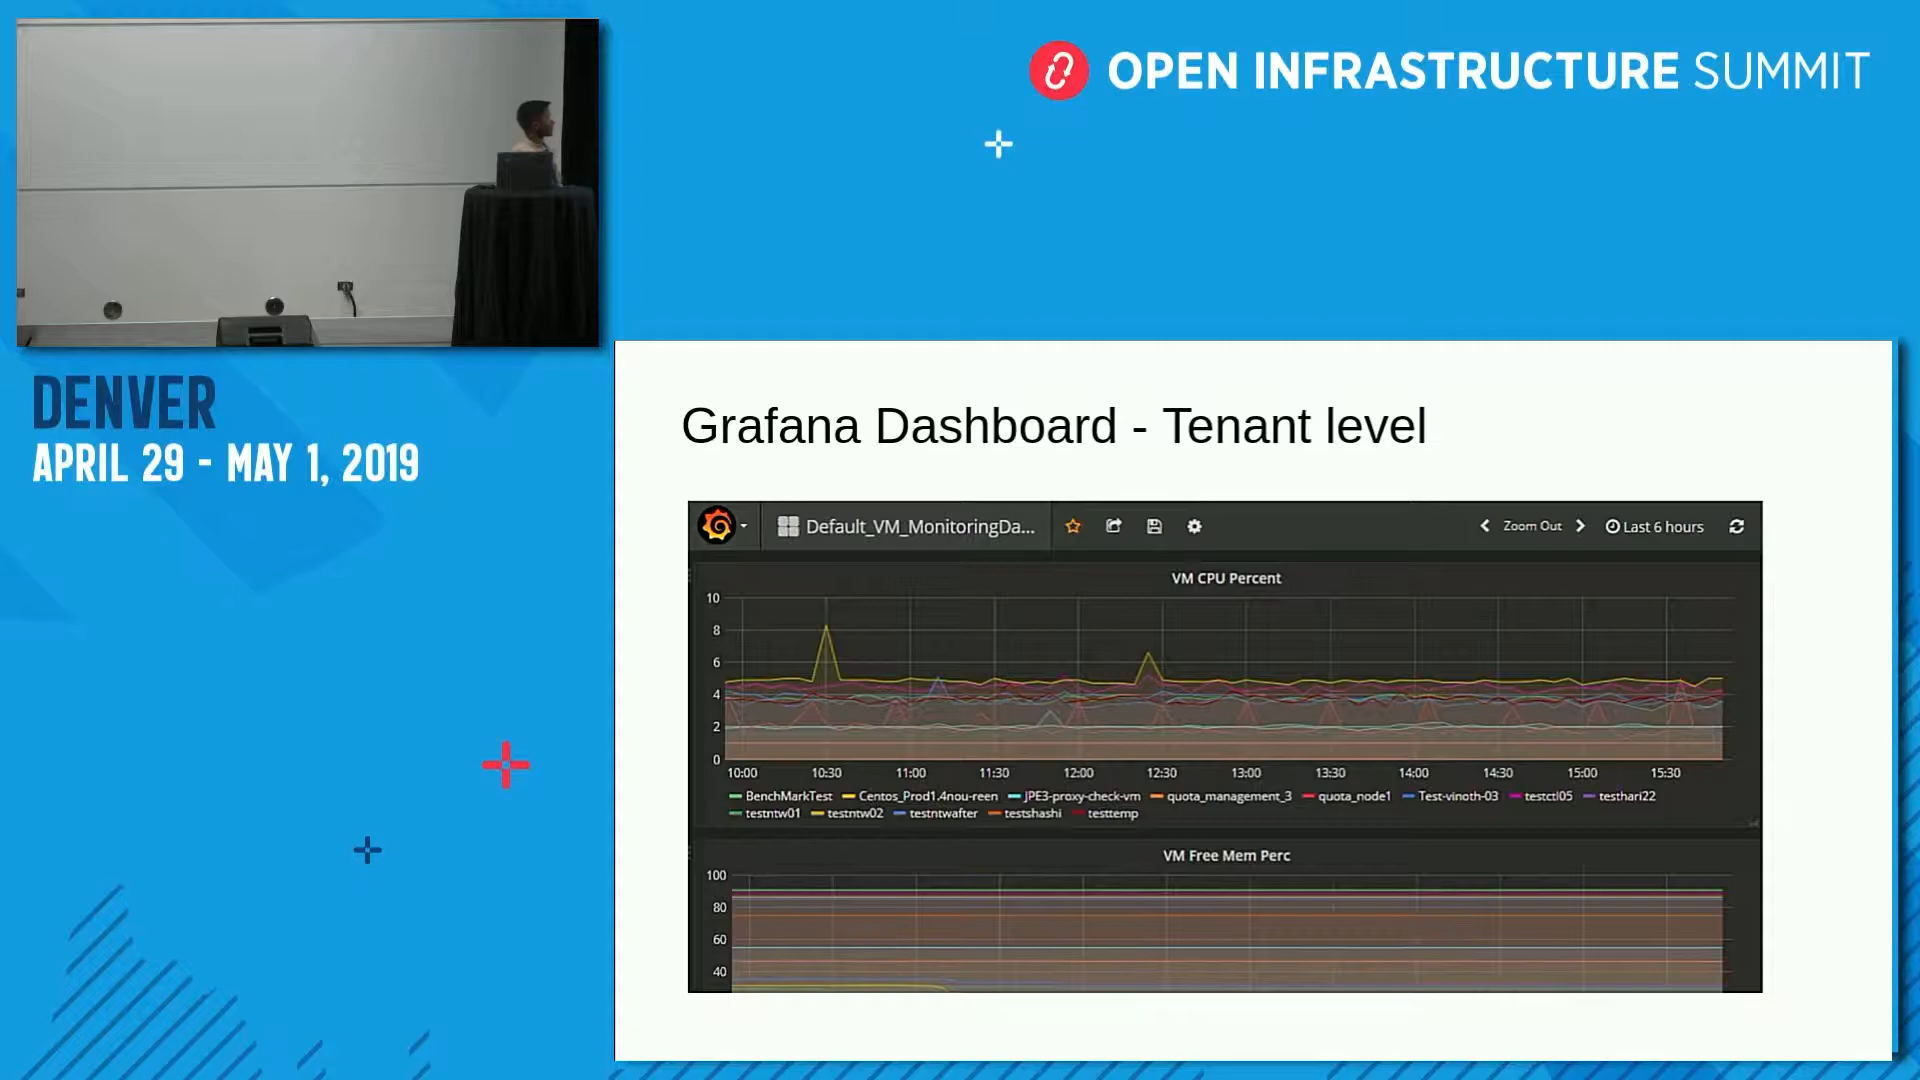 OPEN INFRASTRUCTURE SUMMIT
DENVER
APRIL 29 - MAY 1, 2019
Grafana Dashboard - Tenant level
Default_VM_MonitoringDa...
Zoom Out
Last 6 hours
VM CPU Percent
10
8
6
4
2
0
10:00 10:30 11:00 11:30 12:00 12:30 13:00 13:30 14:00 14:30 15:00 15:30
BenchMarkTest Centos_Prod1.4nou-reen JPE3-proxy-check-vm quota_management_3 quota_node1 Test-vinoth-03 testctl05 testhari22
testntw01 testntw02 testntwafter testshashi testtemp
VM Free Mem Perc
100
80
60
40